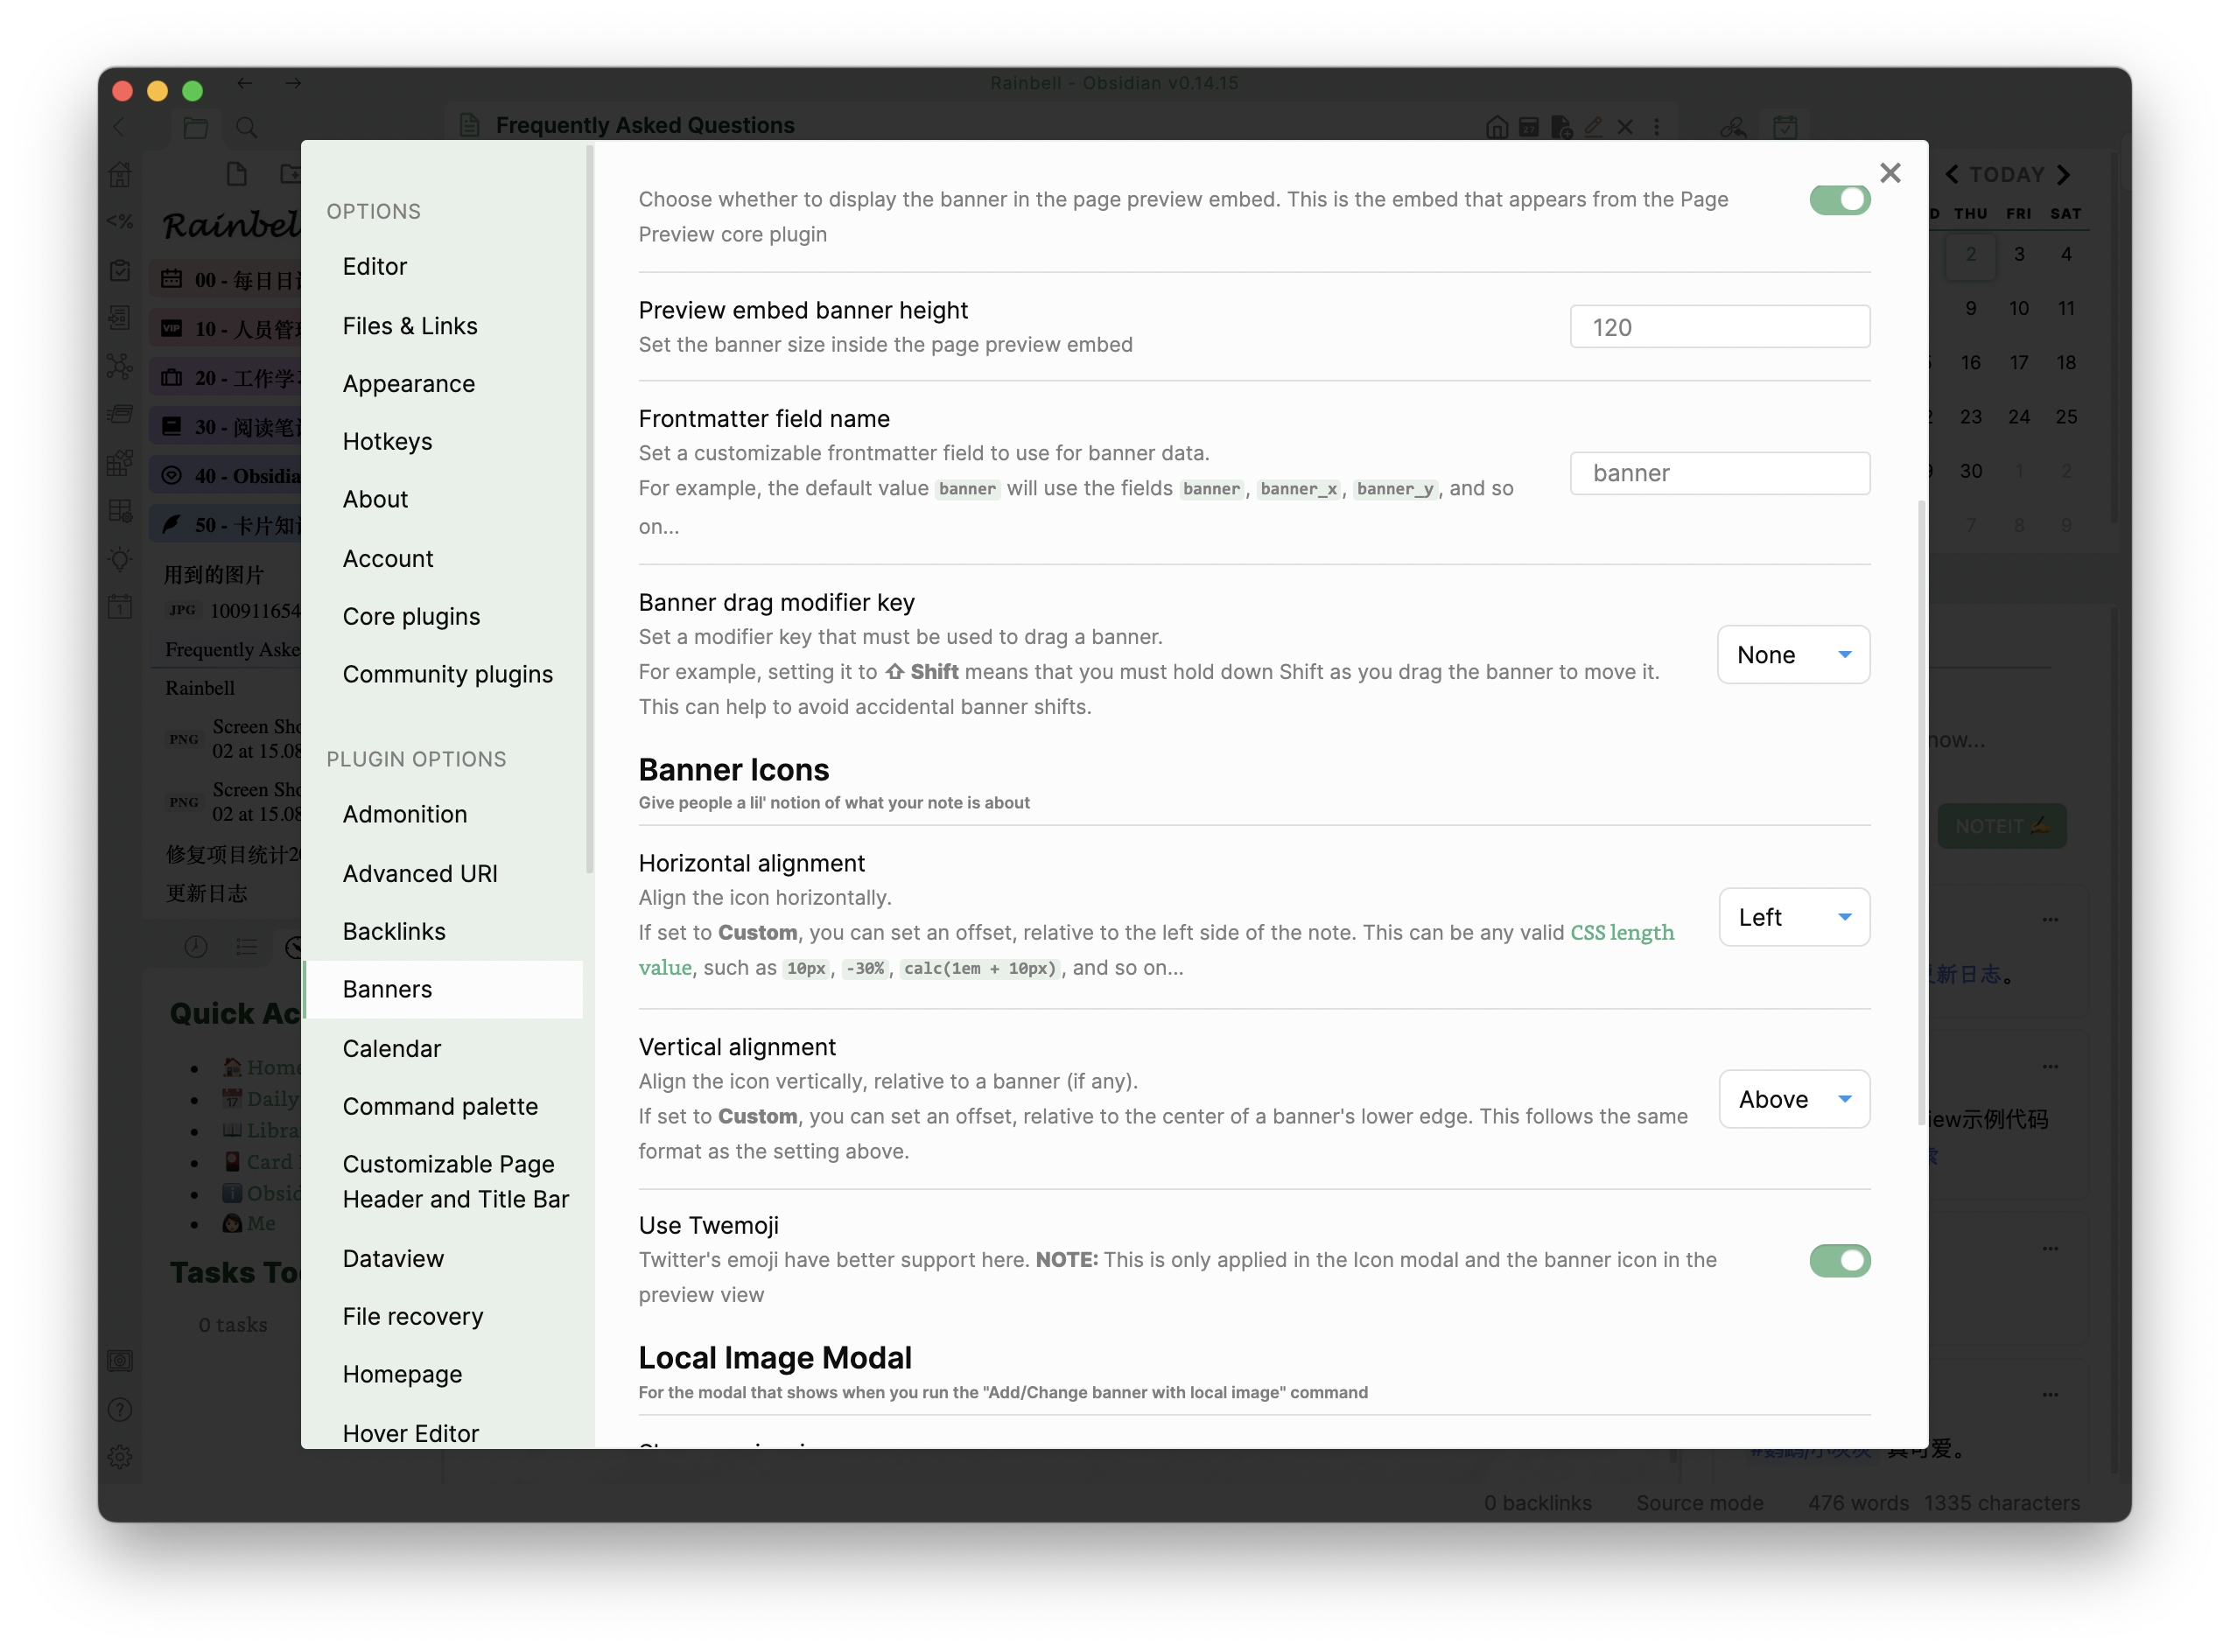 Rainbell - Obsidian v0.14.15
Frequently Asked Questions
Rainbel
00 - 每日日
VIP 10 - 人员管
20 - 工作学
30 - 阅读笔
40 - Obsidia
50 - 卡片知
用到的图片
JPG 100911654
Frequently Aske
Rainbell
PNG Screen Sho
02 at 15.08
PNG Screen Sho
02 at 15.08
修复项目统计2
更新日志
Quick Ac
Home
Daily
Libra
Card
Obsid
Me
Tasks To
0 tasks
OPTIONS
Editor
Files & Links
Appearance
Hotkeys
About
Account
Core plugins
Community plugins
PLUGIN OPTIONS
Admonition
Advanced URI
Backlinks
Banners
Calendar
Command palette
Customizable Page
Header and Title Bar
Dataview
File recovery
Homepage
Hover Editor
Choose whether to display the banner in the page preview embed. This is the embed that appears from the Page
Preview core plugin
Preview embed banner height
Set the banner size inside the page preview embed
120
Frontmatter field name
Set a customizable frontmatter field to use for banner data.
For example, the default value banner will use the fields banner, banner_x, banner_y, and so
on...
banner
Banner drag modifier key
Set a modifier key that must be used to drag a banner.
For example, setting it to ⇧ Shift means that you must hold down Shift as you drag the banner to move it.
This can help to avoid accidental banner shifts.
None
Banner Icons
Give people a lil' notion of what your note is about
Horizontal alignment
Align the icon horizontally.
If set to Custom, you can set an offset, relative to the left side of the note. This can be any valid CSS length
value, such as 10px, -30%, calc(1em + 10px), and so on...
Left
Vertical alignment
Align the icon vertically, relative to a banner (if any).
If set to Custom, you can set an offset, relative to the center of a banner's lower edge. This follows the same
format as the setting above.
Above
Use Twemoji
Twitter's emoji have better support here. NOTE: This is only applied in the Icon modal and the banner icon in the
preview view
Local Image Modal
For the modal that shows when you run the "Add/Change banner with local image" command
TODAY
D THU FRI SAT
2 3 4
9 10 11
16 17 18
23 24 25
30 1 2
7 8 9
now...
NOTEIT ✍
更新日志。
iew示例代码
0 backlinks
Source mode
476 words
1335 characters